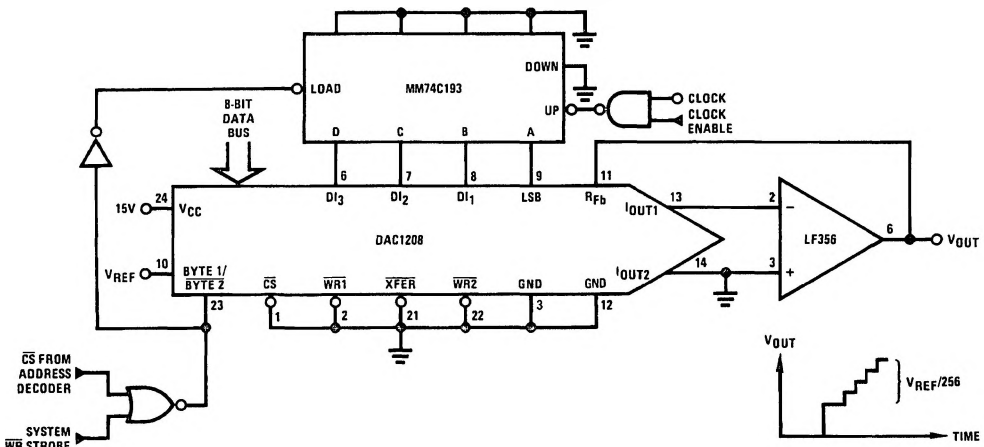 LOAD
MM74C193
DOWN
UP
CLOCK
CLOCK
ENABLE
8-BIT
DATA
BUS
D C B A
6 7 8 9 11
15V 24 VCC
DI3 DI2 DI1 LSB RFb
IOUT1 13
2 −
DAC1208
LF356
6
VOUT
VREF 10
BYTE 1/
BYTE 2
IOUT2 14
3 +
CS WR1 XFER WR2 GND GND
23 1 2 21 22 3 12
CS FROM
ADDRESS
DECODER
SYSTEM
WR STROBE
VOUT
VREF/256
TIME